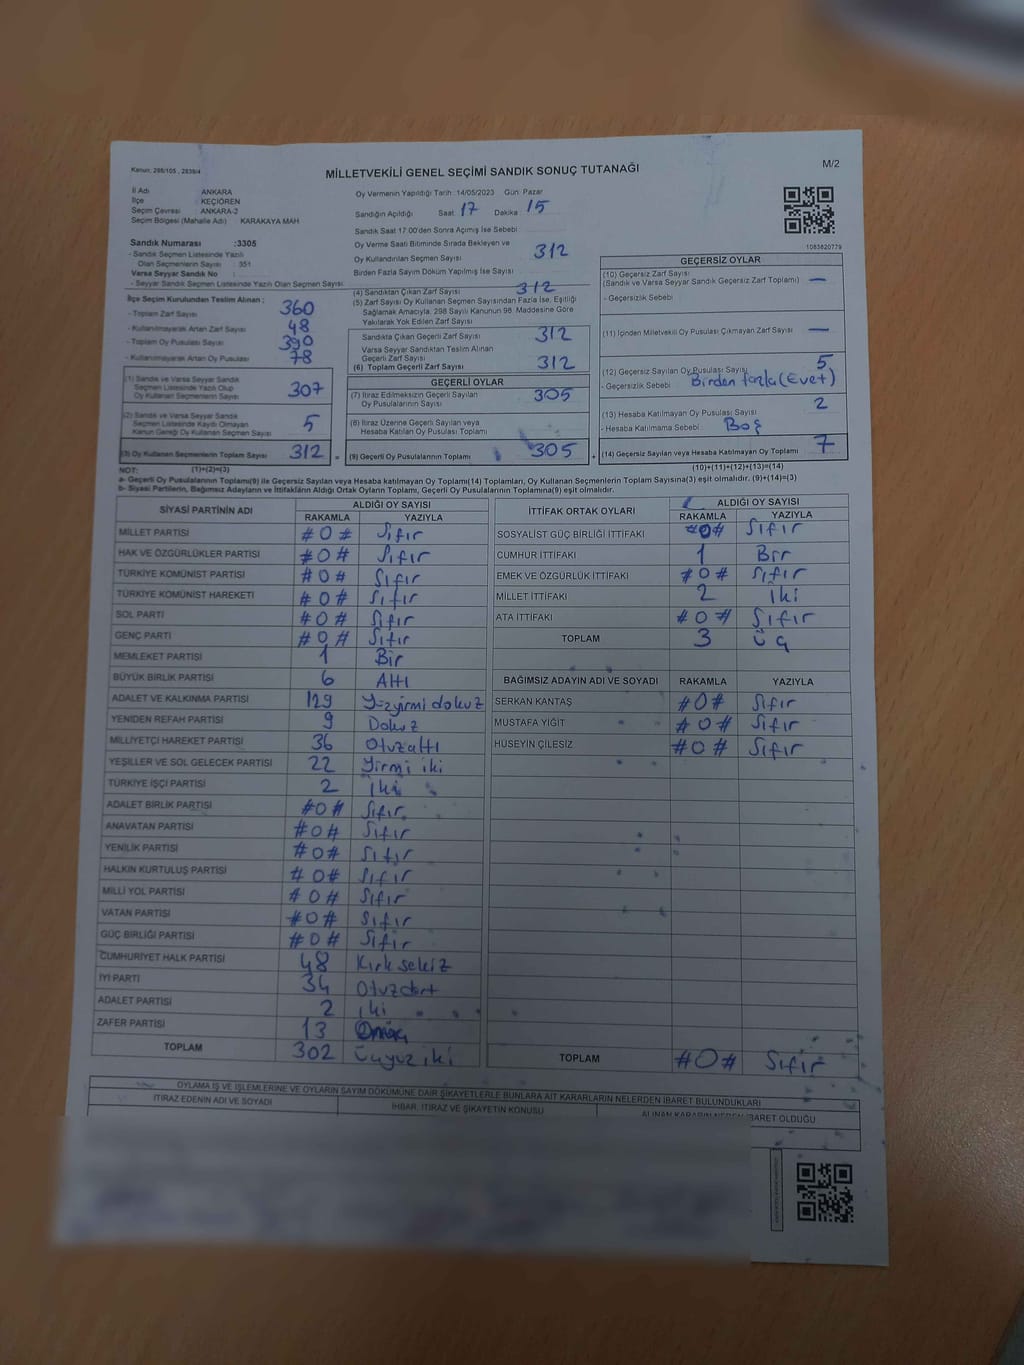 Kanun, 298/105 , 2839/4
MİLLETVEKİLİ GENEL SEÇİMİ SANDIK SONUÇ TUTANAĞI
M/2
İl Adı ANKARA
İlçe : KEÇİÖREN
Seçim Çevresi : ANKARA-3
Seçim Bölgesi (Mahalle Adı) : KARAKAYA MAH
Sandık Numarası :3305
- Sandık Seçmen Listesinde Yazılı
Olan Seçmenlerin Sayısı : 351
Varsa Seyyar Sandık No :
- Seyyar Sandık Seçmen Listesinde Yazılı Olan Seçmen Sayısı:
Oy Vermenin Yapıldığı Tarih :14/05/2023 Gün: Pazar
Sandığın Açıldığı Saat: 17 Dakika : 15
Sandık Saat 17.00'den Sonra Açımış İse Sebebi
Oy Verme Saati Bitiminde Sırada Bekleyen ve
Oy Kullandırılan Seçmen Sayısı 312
Birden Fazla Sayım Döküm Yapılmış İse Sayısı
1083820779
İlçe Seçim Kurulundan Teslim Alınan ;
- Toplam Zarf Sayısı 360
- Kullanılmayarak Artan Zarf Sayısı 48
- Toplam Oy Pusulası Sayısı 390
- Kullanılmayarak Artan Oy Pusulası 78
(1) Sandık ve Varsa Seyyar Sandık
Seçmen Listesinde Yazılı Olup
Oy Kullanan Seçmenlerin Sayısı 307
(2) Sandık ve Varsa Seyyar Sandık
Seçmen Listesinde Kayıtlı Olmayan
Kanun Gereği Oy Kullanan Seçmen Sayısı 5
(3) Oy Kullanan Seçmenlerin Toplam Sayısı 312 =
(4) Sandıktan Çıkan Zarf Sayısı 312
(5) Zarf Sayısı Oy Kullanan Seçmen Sayısından Fazla İse, Eşitliği
Sağlamak Amacıyla; 298 Sayılı Kanunun 98. Maddesine Göre
Yakılarak Yok Edilen Zarf Sayısı
Sandıkta Çıkan Geçerli Zarf Sayısı 312
Varsa Seyyar Sandıktan Teslim Alınan
Geçerli Zarf Sayısı
(6) Toplam Geçerli Zarf Sayısı 312
GEÇERLİ OYLAR
(7) İtiraz Edilmeksizin Geçerli Sayılan
Oy Pusulalarının Sayısı 305
(8) İtiraz Üzerine Geçerli Sayılan veya
Hesaba Katılan Oy Pusulası Toplamı
(9) Geçerli Oy Pusulalarının Toplamı 305 +
GEÇERSİZ OYLAR
(10) Geçersiz Zarf Sayısı
(Sandık ve Varsa Seyyar Sandık Geçersiz Zarf Toplamı) —
- Geçersizlik Sebebi :
(11) İçinden Milletvekili Oy Pusulası Çıkmayan Zarf Sayısı —
(12) Geçersiz Sayılan Oy Pusulası Sayısı 5
- Geçersizlik Sebebi : Birden fazla (Evet)
(13) Hesaba Katılmayan Oy Pusulası Sayısı 2
- Hesaba Katılmama Sebebi : Boş
(14) Geçersiz Sayılan veya Hesaba Katılmayan Oy Toplamı 7
NOT: (1)+(2)=(3)
(10)+(11)+(12)+(13)=(14)
a- Geçerli Oy Pusulalarının Toplamı(9) ile Geçersiz Sayılan veya Hesaba Katılmayan Oy Toplamı(14) Toplamları, Oy Kullanan Seçmenlerin Toplam Sayısına(3) eşit olmalıdır. (9)+(14)=(3)
b- Siyasi Partilerin, Bağımsız Adayların ve İttifakların Aldığı Ortak Oyların Toplamı, Geçerli Oy Pusulalarının Toplamına(9) eşit olmalıdır.
SİYASİ PARTİNİN ADI ALDIĞI OY SAYISI
RAKAMLA YAZIYLA
MİLLET PARTİSİ #0# Sıfır
HAK VE ÖZGÜRLÜKLER PARTİSİ #0# Sıfır
TÜRKİYE KOMÜNİST PARTİSİ #0# Sıfır
TÜRKİYE KOMÜNİST HAREKETİ #0# Sıfır
SOL PARTİ #0# Sıfır
GENÇ PARTİ #0# Sıfır
MEMLEKET PARTİSİ 1 Bir
BÜYÜK BİRLİK PARTİSİ 6 Altı
ADALET VE KALKINMA PARTİSİ 129 Yüzyirmi dokuz
YENİDEN REFAH PARTİSİ 9 Dokuz
MİLLİYETÇİ HAREKET PARTİSİ 36 Otuzaltı
YEŞİLLER VE SOL GELECEK PARTİSİ 22 Yirmi iki
TÜRKİYE İŞÇİ PARTİSİ 2 İki
ADALET BİRLİK PARTİSİ #0# Sıfır
ANAVATAN PARTİSİ #0# Sıfır
YENİLİK PARTİSİ #0# Sıfır
HALKIN KURTULUŞ PARTİSİ #0# Sıfır
MİLLİ YOL PARTİSİ #0# Sıfır
VATAN PARTİSİ #0# Sıfır
GÜÇ BİRLİĞİ PARTİSİ #0# Sıfır
CUMHURİYET HALK PARTİSİ 48 Kırk sekiz
İYİ PARTİ 34 Otuzdört
ADALET PARTİSİ 2 İki
ZAFER PARTİSİ 13
TOPLAM 302 Üçyüz iki
İTTİFAK ORTAK OYLARI ALDIĞI OY SAYISI
RAKAMLA YAZIYLA
SOSYALİST GÜÇ BİRLİĞİ İTTİFAKI #0# Sıfır
CUMHUR İTTİFAKI 1 Bir
EMEK VE ÖZGÜRLÜK İTTİFAKI #0# Sıfır
MİLLET İTTİFAKI 2 İki
ATA İTTİFAKI #0# Sıfır
TOPLAM 3 Üç
BAĞIMSIZ ADAYIN ADI VE SOYADI RAKAMLA YAZIYLA
SERKAN KANTAŞ #0# Sıfır
MUSTAFA YİĞİT #0# Sıfır
HÜSEYİN ÇİLESİZ #0# Sıfır
TOPLAM #0# Sıfır
OYLAMA İŞ VE İŞLEMLERİNE VE OYLARIN SAYIM DÖKÜMÜNE DAİR ŞİKAYETLERLE BUNLARA AİT KARARLARIN NELERDEN İBARET BULUNDUKLARI
İTİRAZ EDENİN ADI VE SOYADI İHBAR, İTİRAZ VE ŞİKAYETİN KONUSU ALINAN KARARIN NEDEN İBARET OLDUĞU